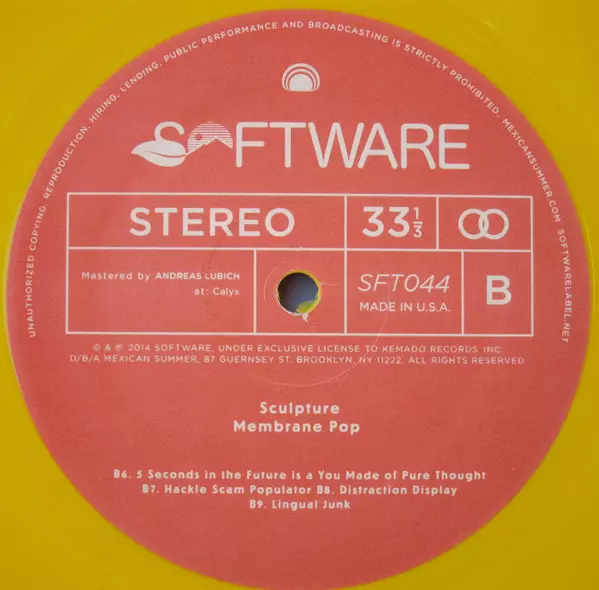 UNAUTHORIZED COPYING, REPRODUCTION, HIRING, LENDING, PUBLIC PERFORMANCE AND BROADCASTING IS STRICTLY PROHIBITED. MEXICANSUMMER.COM SOFTWARELABEL.NET
SOFTWARE
STEREO
33 1/3
Mastered by ANDREAS LUBICH
at: Calyx
SFT044
MADE IN U.S.A.
B
© & ℗ 2014 SOFTWARE, UNDER EXCLUSIVE LICENSE TO KEMADO RECORDS INC
D/B/A MEXICAN SUMMER, 87 GUERNSEY ST. BROOKLYN, NY 11222. ALL RIGHTS RESERVED.
Sculpture
Membrane Pop
B6. 5 Seconds in the Future is a You Made of Pure Thought
B7. Hackle Scam Populator B8. Distraction Display
B9. Lingual Junk